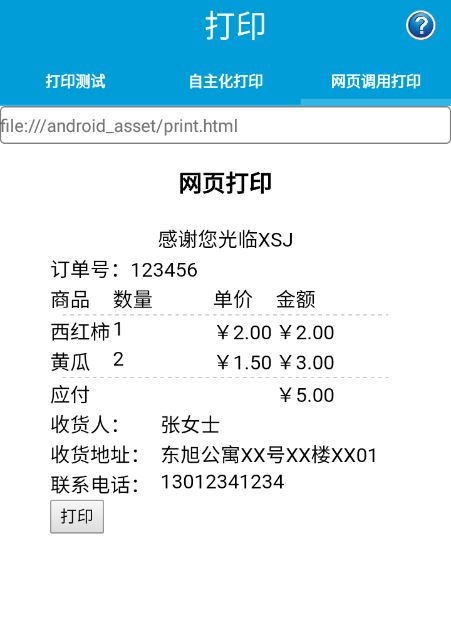 打印
?
打印测试 自主化打印 网页调用打印
file:///android_asset/print.html
网页打印
感谢您光临XSJ
订单号：123456
商品 数量 单价 金额
西红柿 1 ￥2.00 ￥2.00
黄瓜 2 ￥1.50 ￥3.00
应付 ￥5.00
收货人： 张女士
收货地址： 东旭公寓XX号XX楼XX01
联系电话： 13012341234
打印